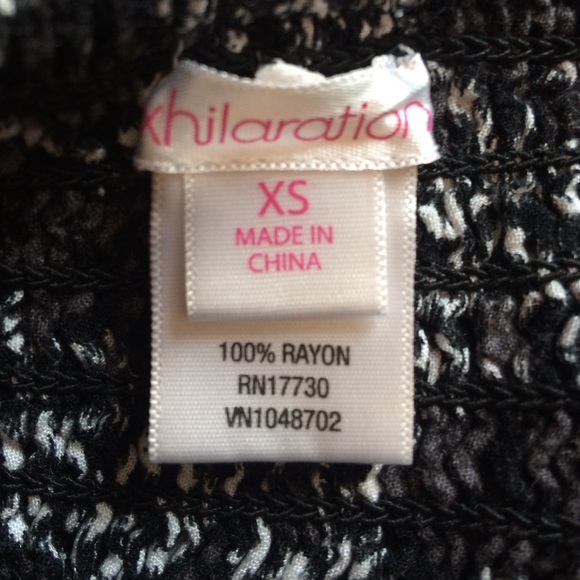 xhilaration
XS
MADE IN
CHINA
100% RAYON
RN17730
VN1048702